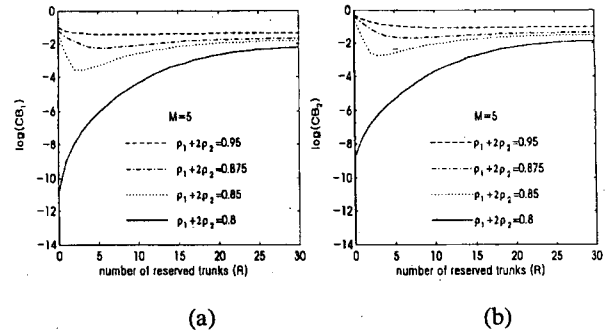 0
-2
-4
-6
-8
-10
-12
-14
log(CB₁)
M=5
ρ₁+2ρ₂=0.95
ρ₁+2ρ₂=0.875
ρ₁+2ρ₂=0.85
ρ₁+2ρ₂=0.8
0 5 10 15 20 25 30
number of reserved trunks (R)
(a)
0
-2
-4
-6
-8
-10
-12
-14
log(CB₂)
M=5
ρ₁+2ρ₂=0.95
ρ₁+2ρ₂=0.875
ρ₁+2ρ₂=0.85
ρ₁+2ρ₂=0.8
0 5 10 15 20 25 30
number of reserved trunks (R)
(b)